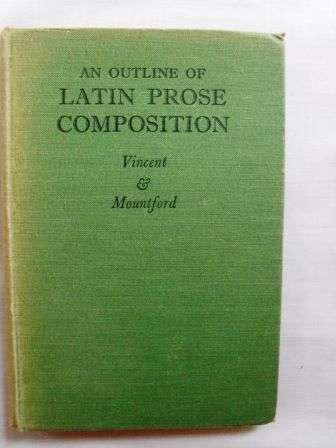 AN OUTLINE OF
LATIN PROSE
COMPOSITION
Vincent
&
Mountford